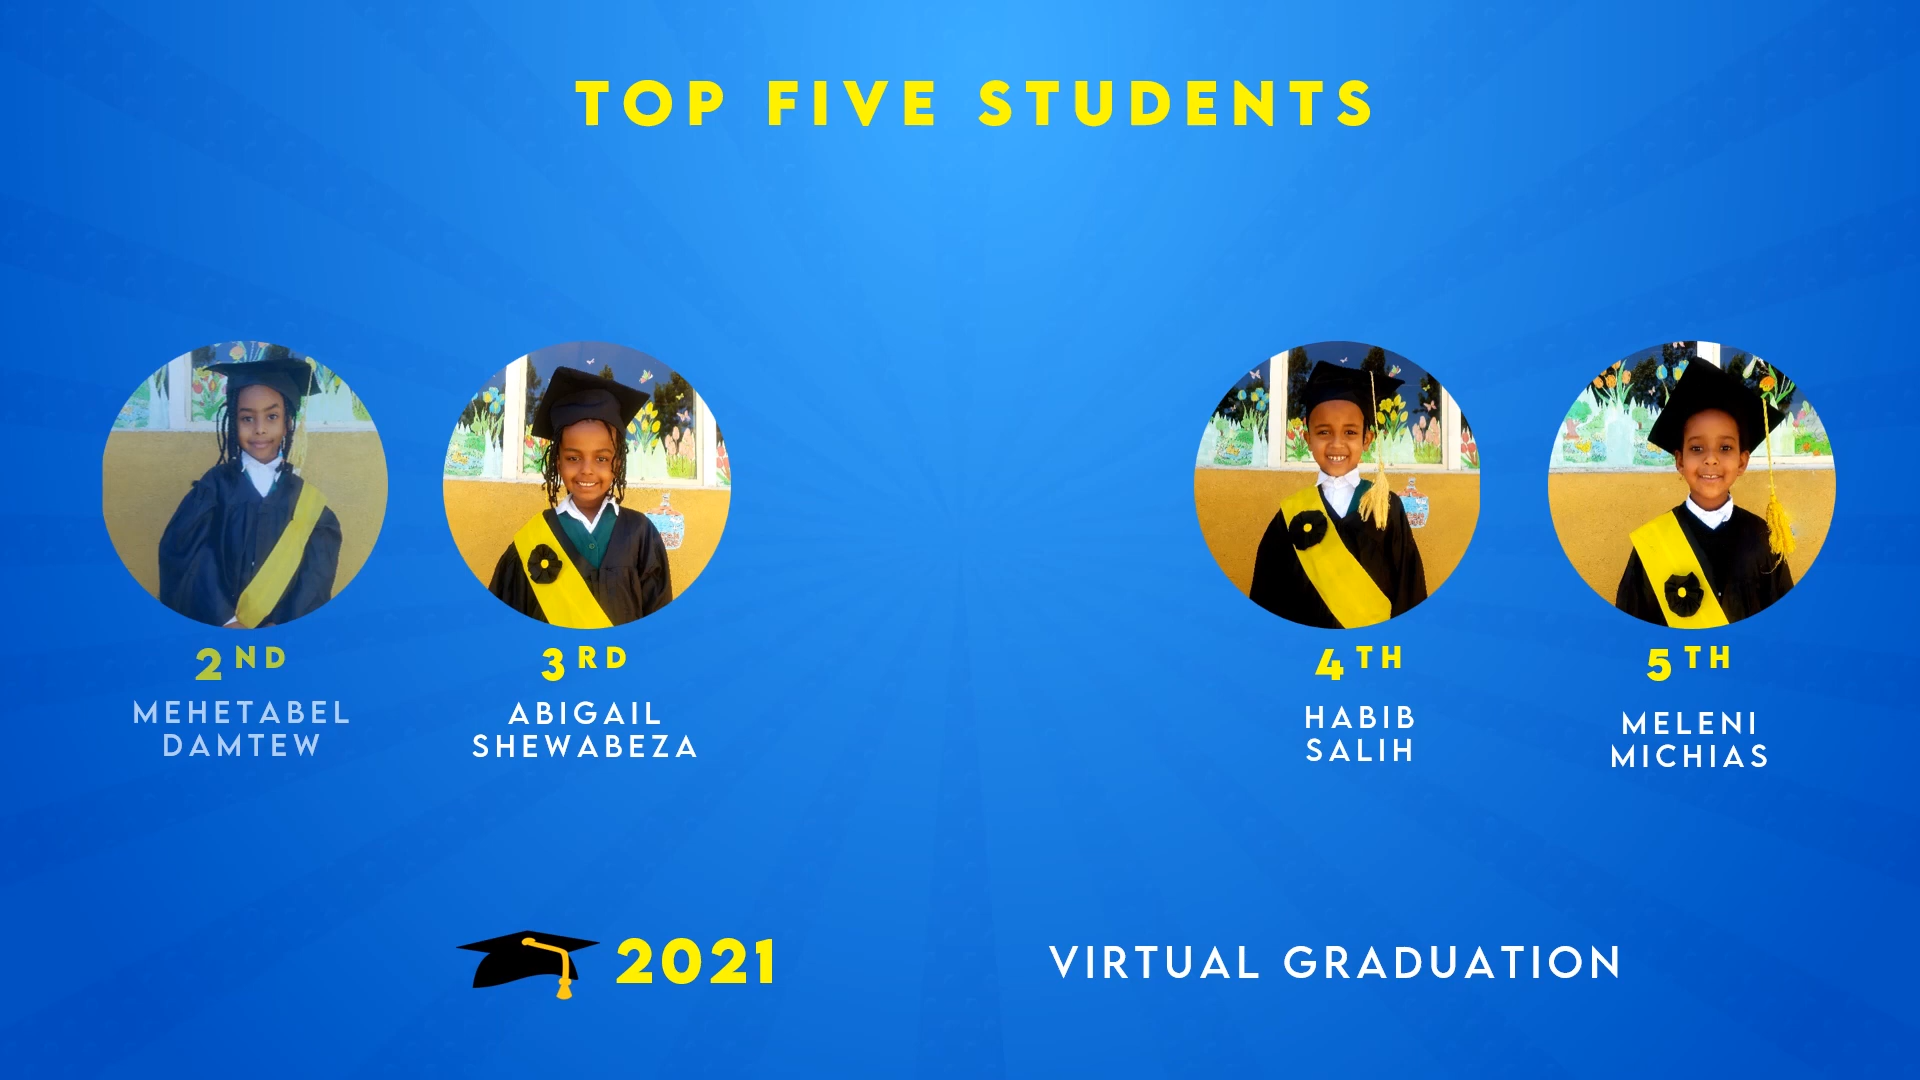 TOP FIVE STUDENTS
2ND
MEHETABEL
DAMTEW
3RD
ABIGAIL
SHEWABEZA
4TH
HABIB
SALIH
5TH
MELENI
MICHIAS
2021
VIRTUAL GRADUATION